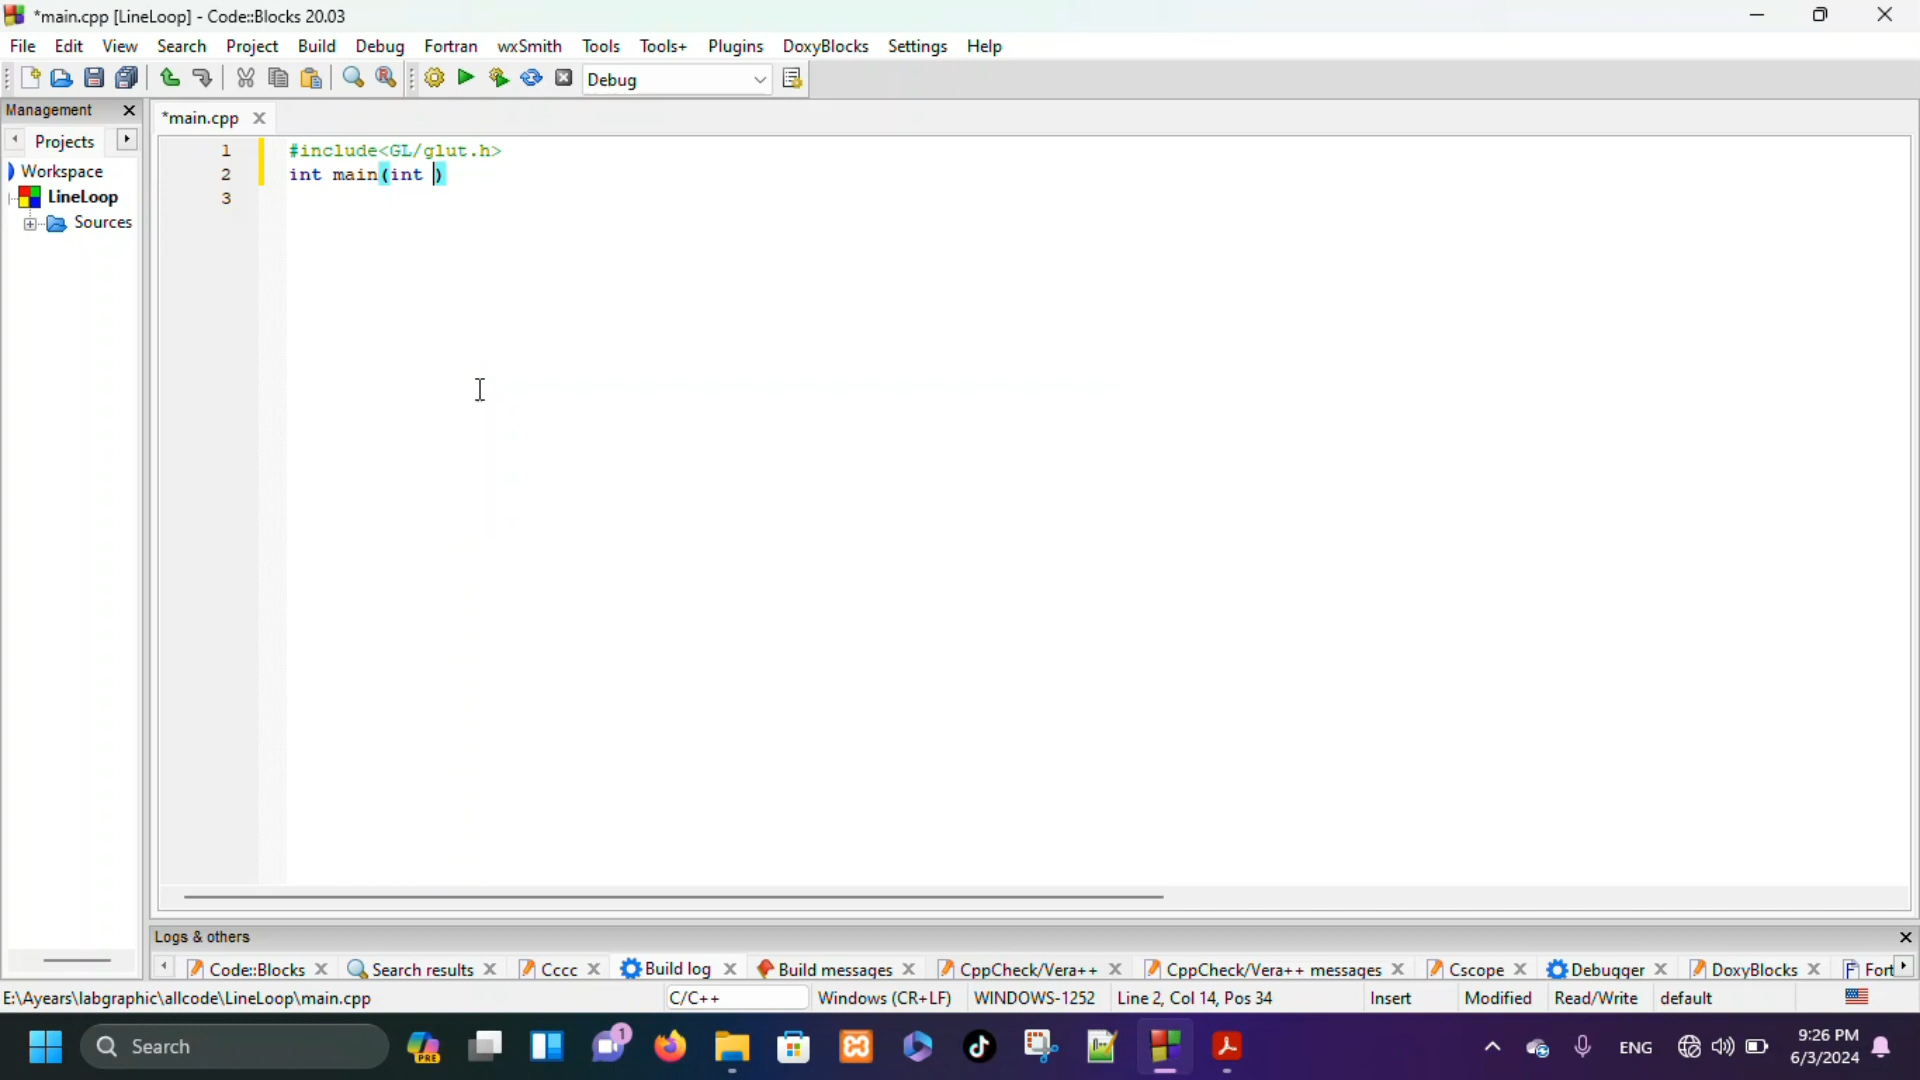 *main.cpp [LineLoop] - Code::Blocks 20.03
File Edit View Search Project Build Debug Fortran wxSmith Tools Tools+ Plugins DoxyBlocks Settings Help
Debug
Management
Projects
Workspace
LineLoop
Sources
*main.cpp
1 #include<GL/glut.h>
2 int main(int )
3
Logs & others
Code::Blocks Search results Cccc Build log Build messages CppCheck/Vera++ CppCheck/Vera++ messages Cscope Debugger DoxyBlocks Fort
E:\Ayears\labgraphic\allcode\LineLoop\main.cpp C/C++ Windows (CR+LF) WINDOWS-1252 Line 2, Col 14, Pos 34 Insert Modified Read/Write default
Search PRE 1 ENG 9:26 PM
6/3/2024